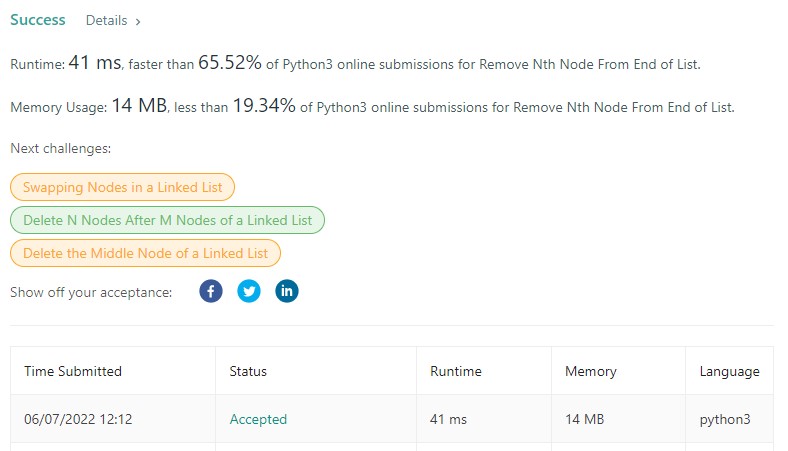 Success Details >
Runtime: 41 ms, faster than 65.52% of Python3 online submissions for Remove Nth Node From End of List.
Memory Usage: 14 MB, less than 19.34% of Python3 online submissions for Remove Nth Node From End of List.
Next challenges:
Swapping Nodes in a Linked List
Delete N Nodes After M Nodes of a Linked List
Delete the Middle Node of a Linked List
Show off your acceptance:
Time Submitted Status Runtime Memory Language
06/07/2022 12:12 Accepted 41 ms 14 MB python3